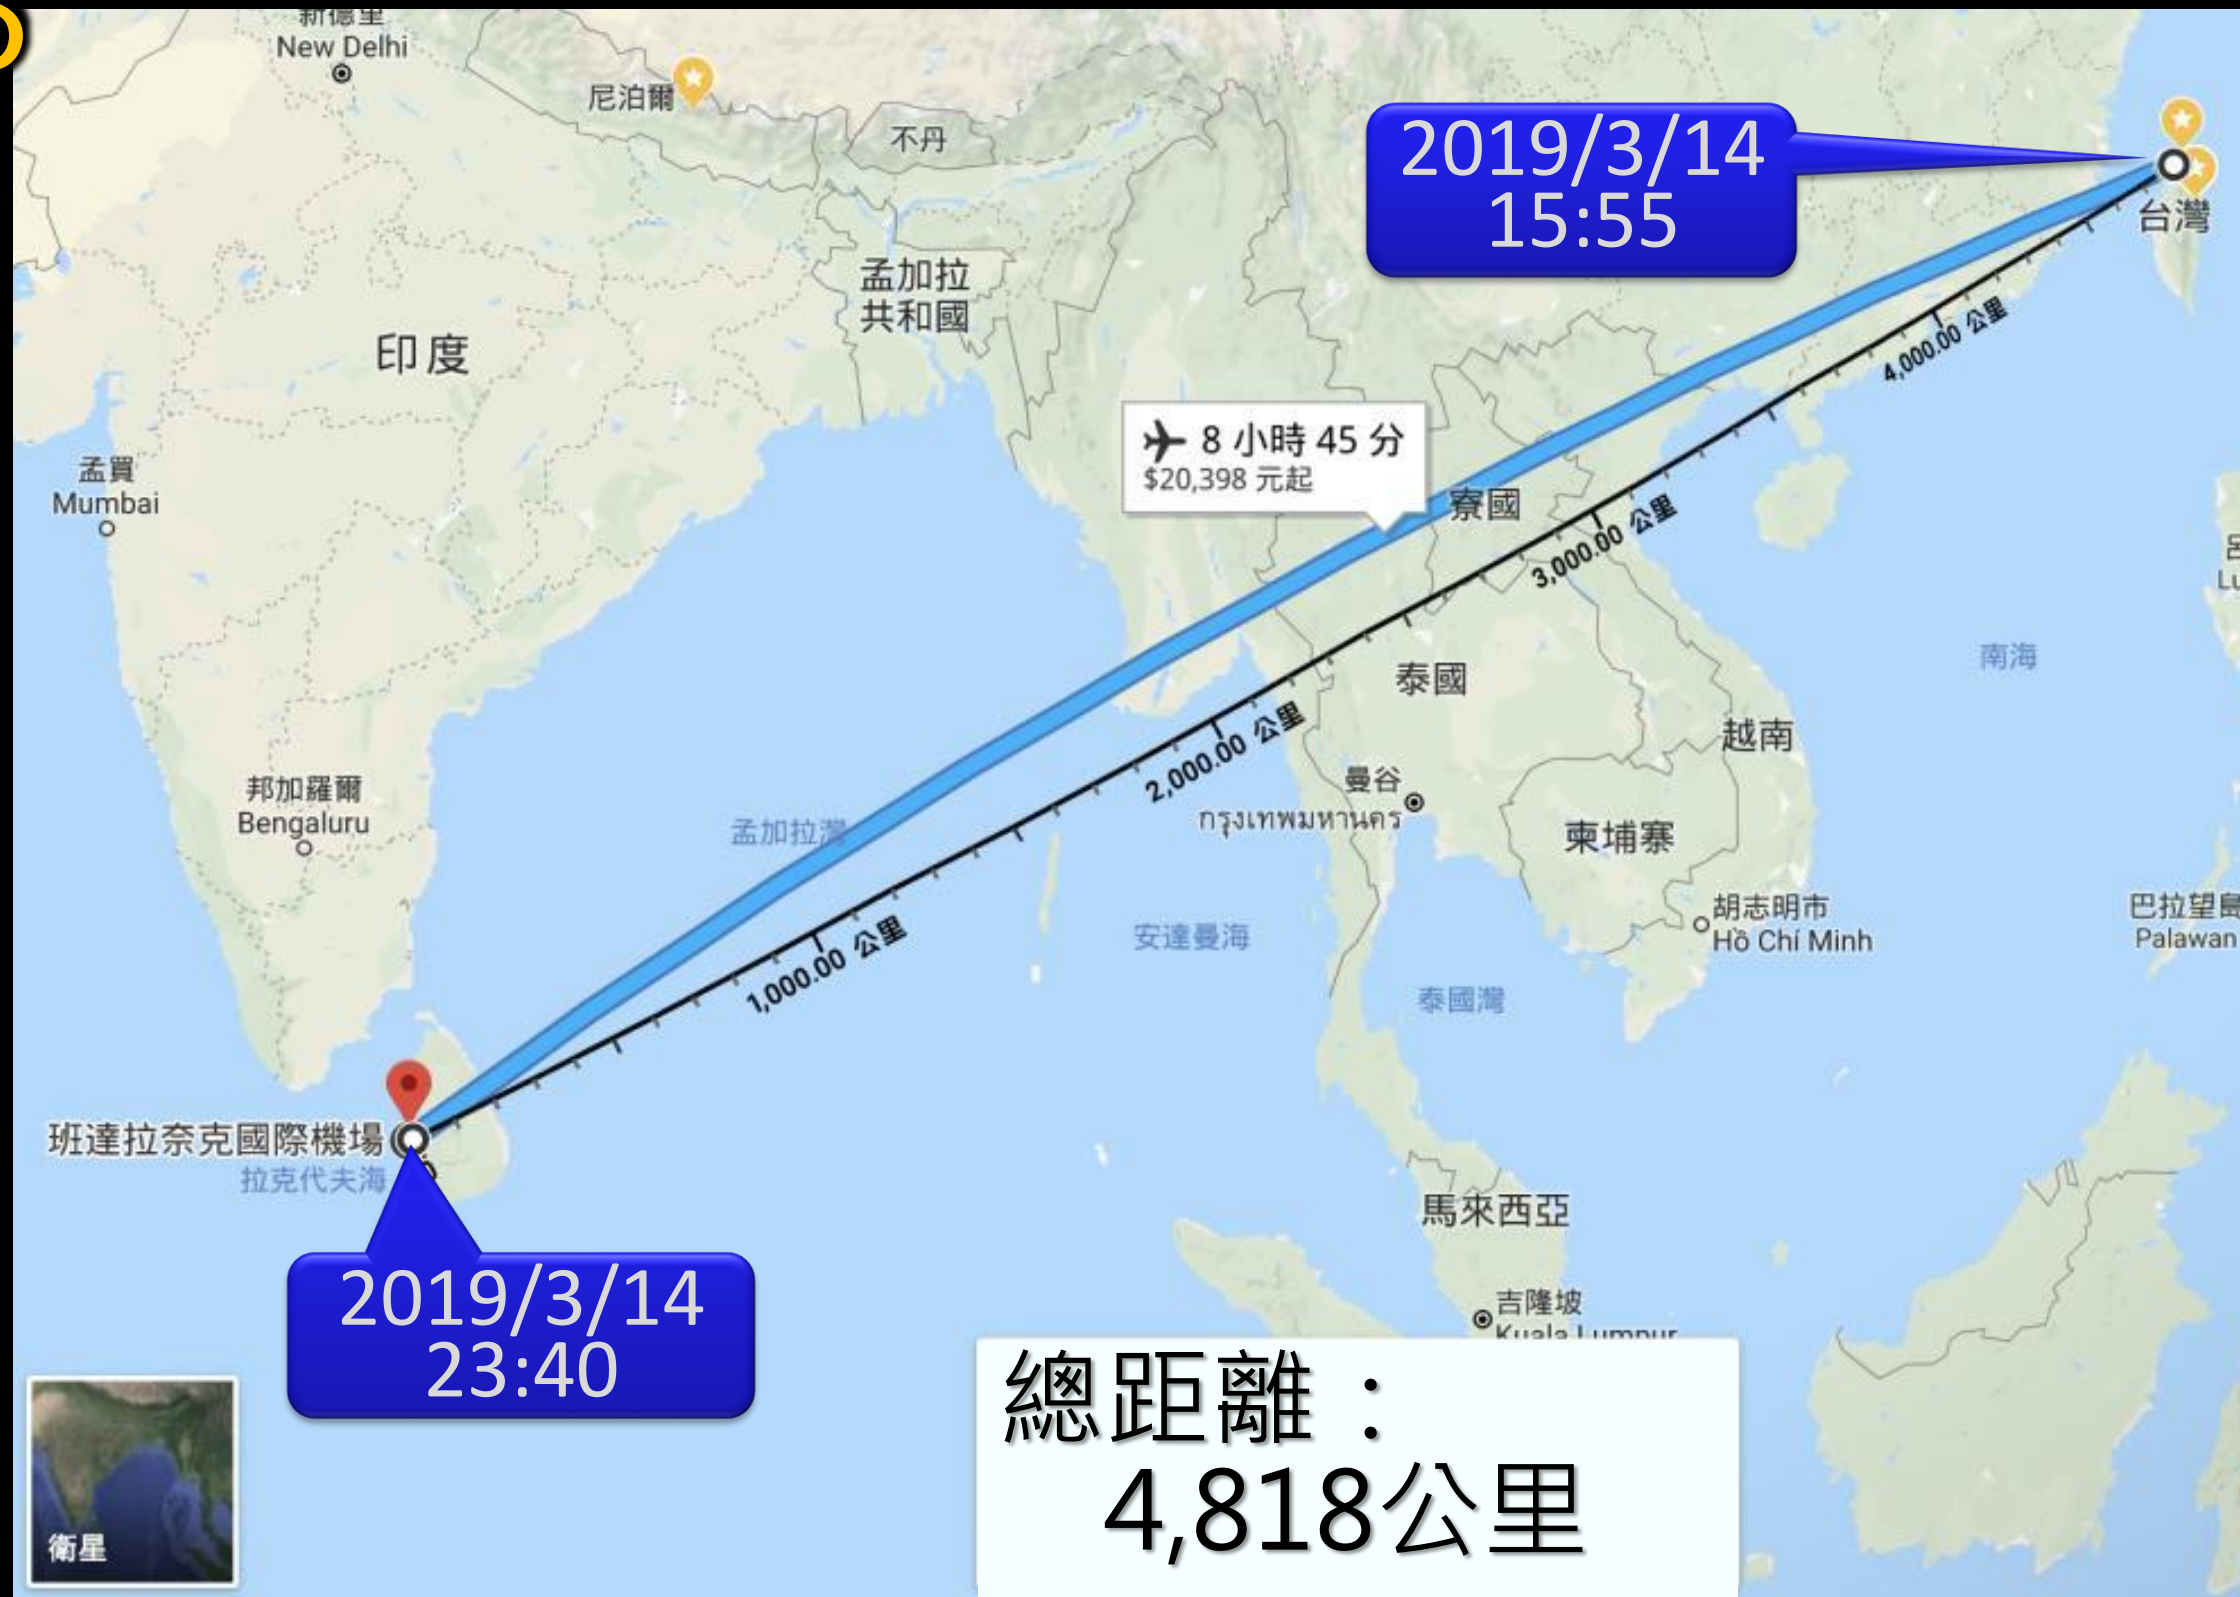 新德里
New Delhi
尼泊爾
不丹
2019/3/14
15:55
台灣
孟加拉
共和國
印度
4,000.00 公里
8 小時 45 分
$20,398 元起
孟買
Mumbai
寮國
3,000.00 公里
南海
泰國
2,000.00 公里
越南
曼谷
กรุงเทพมหานคร
邦加羅爾
Bengaluru
孟加拉灣
柬埔寨
胡志明市
Hồ Chí Minh
巴拉望島
Palawan
安達曼海
1,000.00 公里
泰國灣
班達拉奈克國際機場
拉克代夫海
馬來西亞
2019/3/14
23:40
吉隆坡
Kuala Lumpur
總距離：
4,818公里
衛星